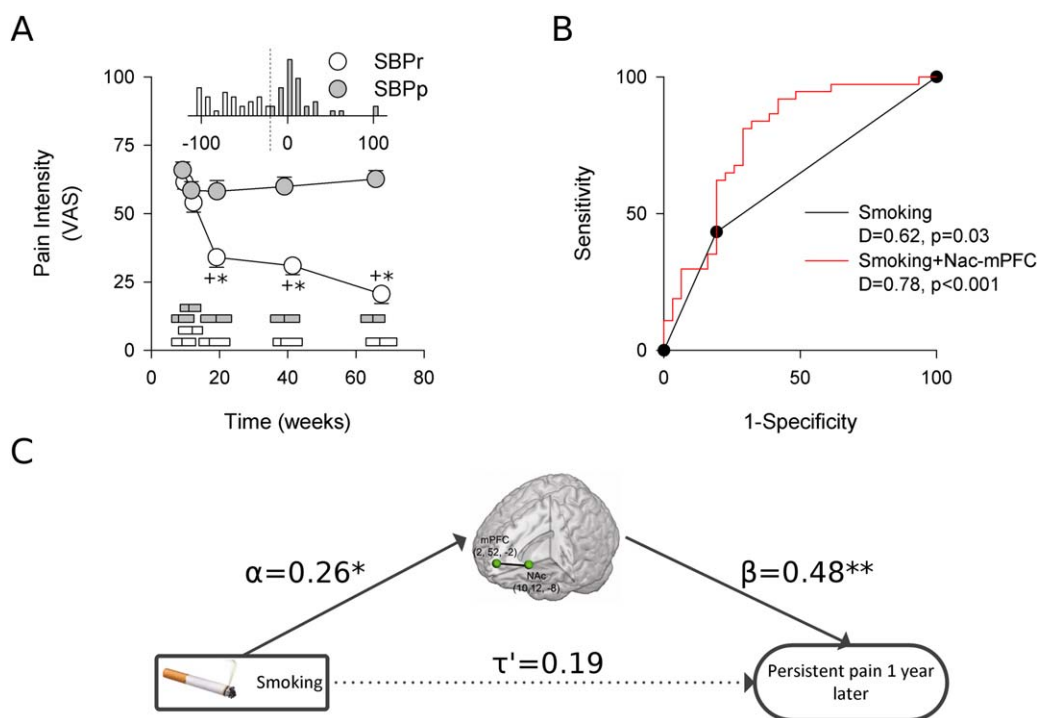 A
SBPr
SBPp
-100 0 100
100
75
50
25
0
Pain Intensity
(VAS)
+*
+*
+*
0 20 40 60 80
Time (weeks)
B
100
50
0
Sensitivity
Smoking
D=0.62, p=0.03
Smoking+Nac-mPFC
D=0.78, p<0.001
0 50 100
1-Specificity
C
mPFC
(2, 52, -2)
NAc
(10,12, -8)
α=0.26*
β=0.48**
τ'=0.19
Smoking
Persistent pain 1 year
later